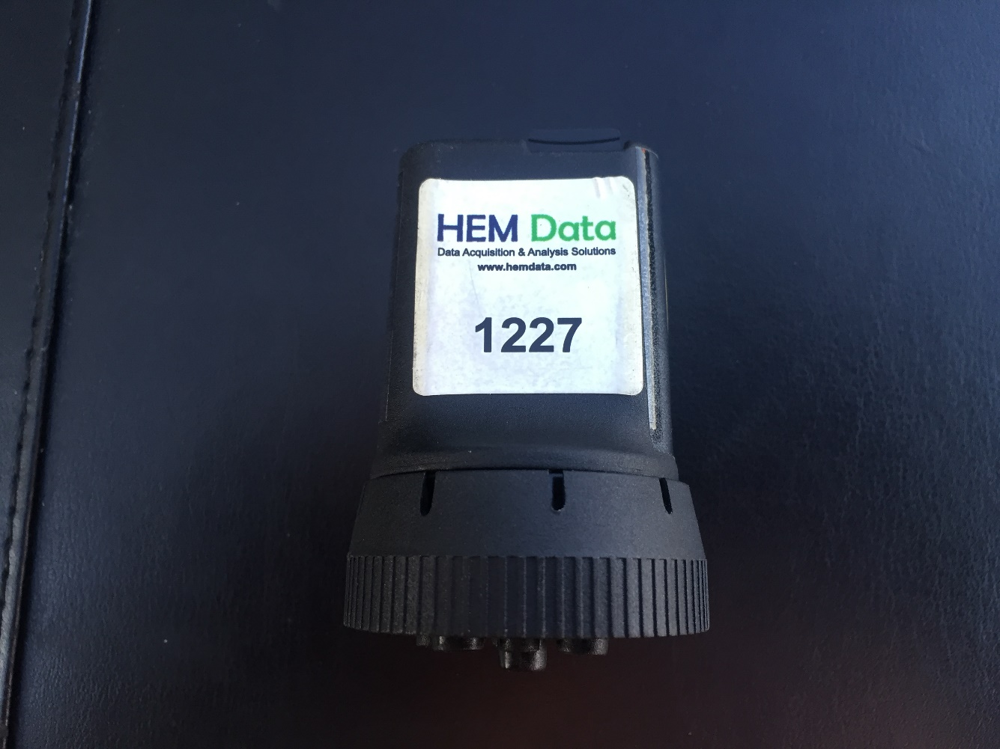 HEM Data
Data Acquisition & Analysis Solutions
www.hemdata.com
1227